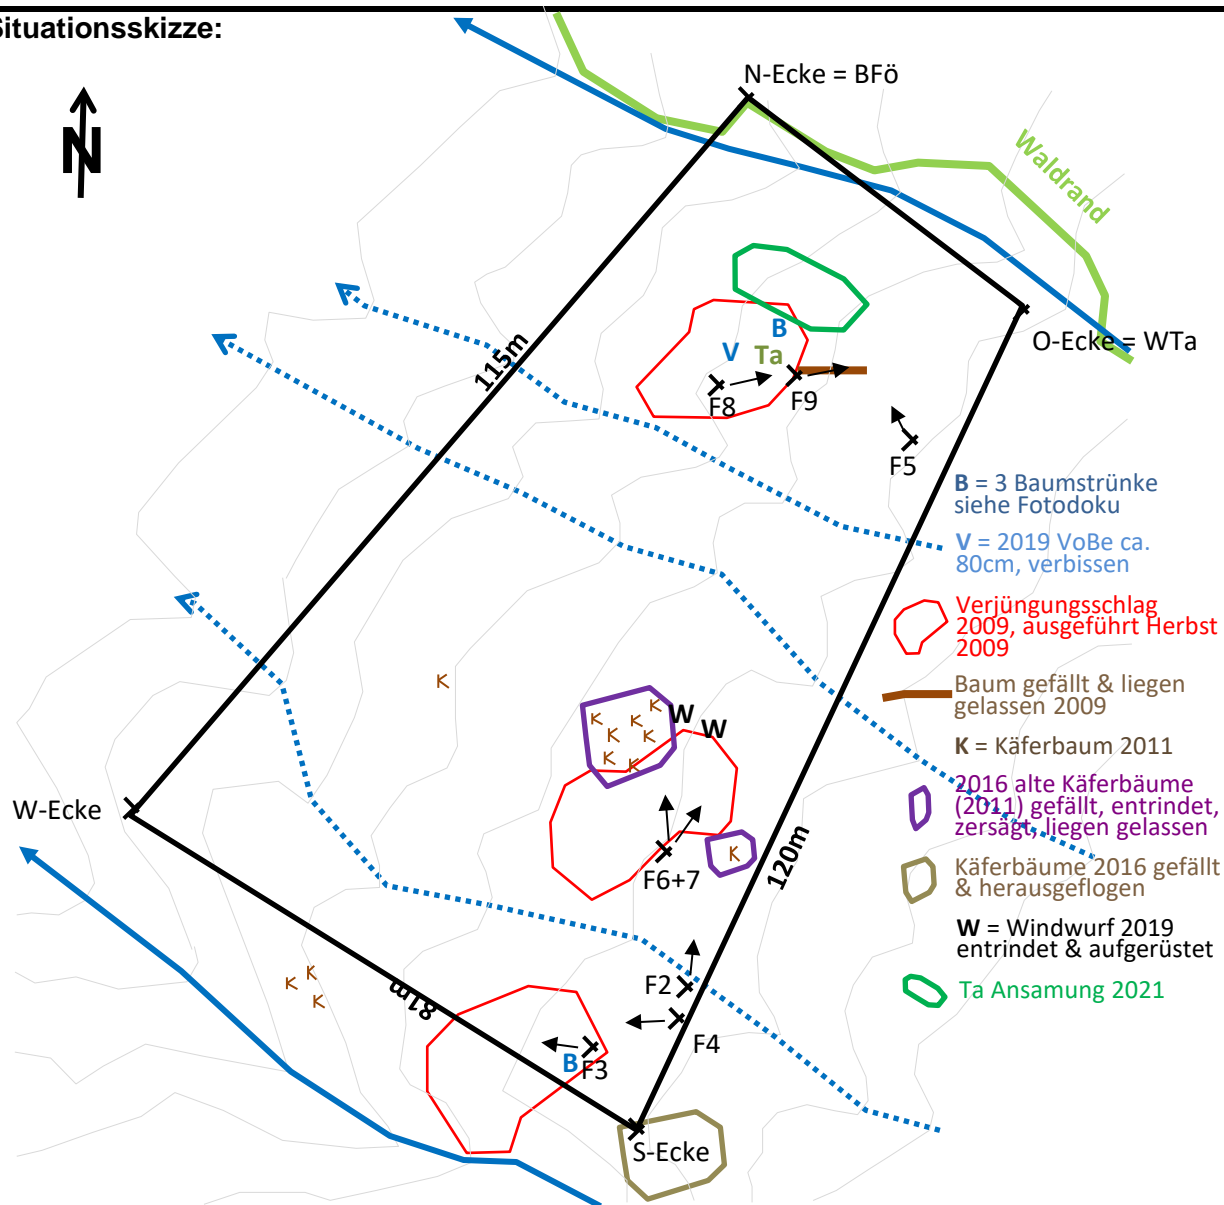 Situationsskizze:
N
N-Ecke = BFö
Waldrand
O-Ecke = WTa
115m
B
V
Ta
F8
F9
F5
B = 3 Baumstrünke
siehe Fotodoku
V = 2019 VoBe ca.
80cm, verbissen
Verjüngungsschlag
2009, ausgeführt Herbst
2009
Baum gefällt & liegen
gelassen 2009
K = Käferbaum 2011
2016 alte Käferbäume
(2011) gefällt, entrindet,
zersägt, liegen gelassen
Käferbäume 2016 gefällt
& herausgeflogen
W = Windwurf 2019
entrindet & aufgerüstet
Ta Ansamung 2021
K
K
K
K
K
K
K
K
W
W
W-Ecke
K
F6+7
120m
K
K
K
81m
F2
F4
B
F3
S-Ecke